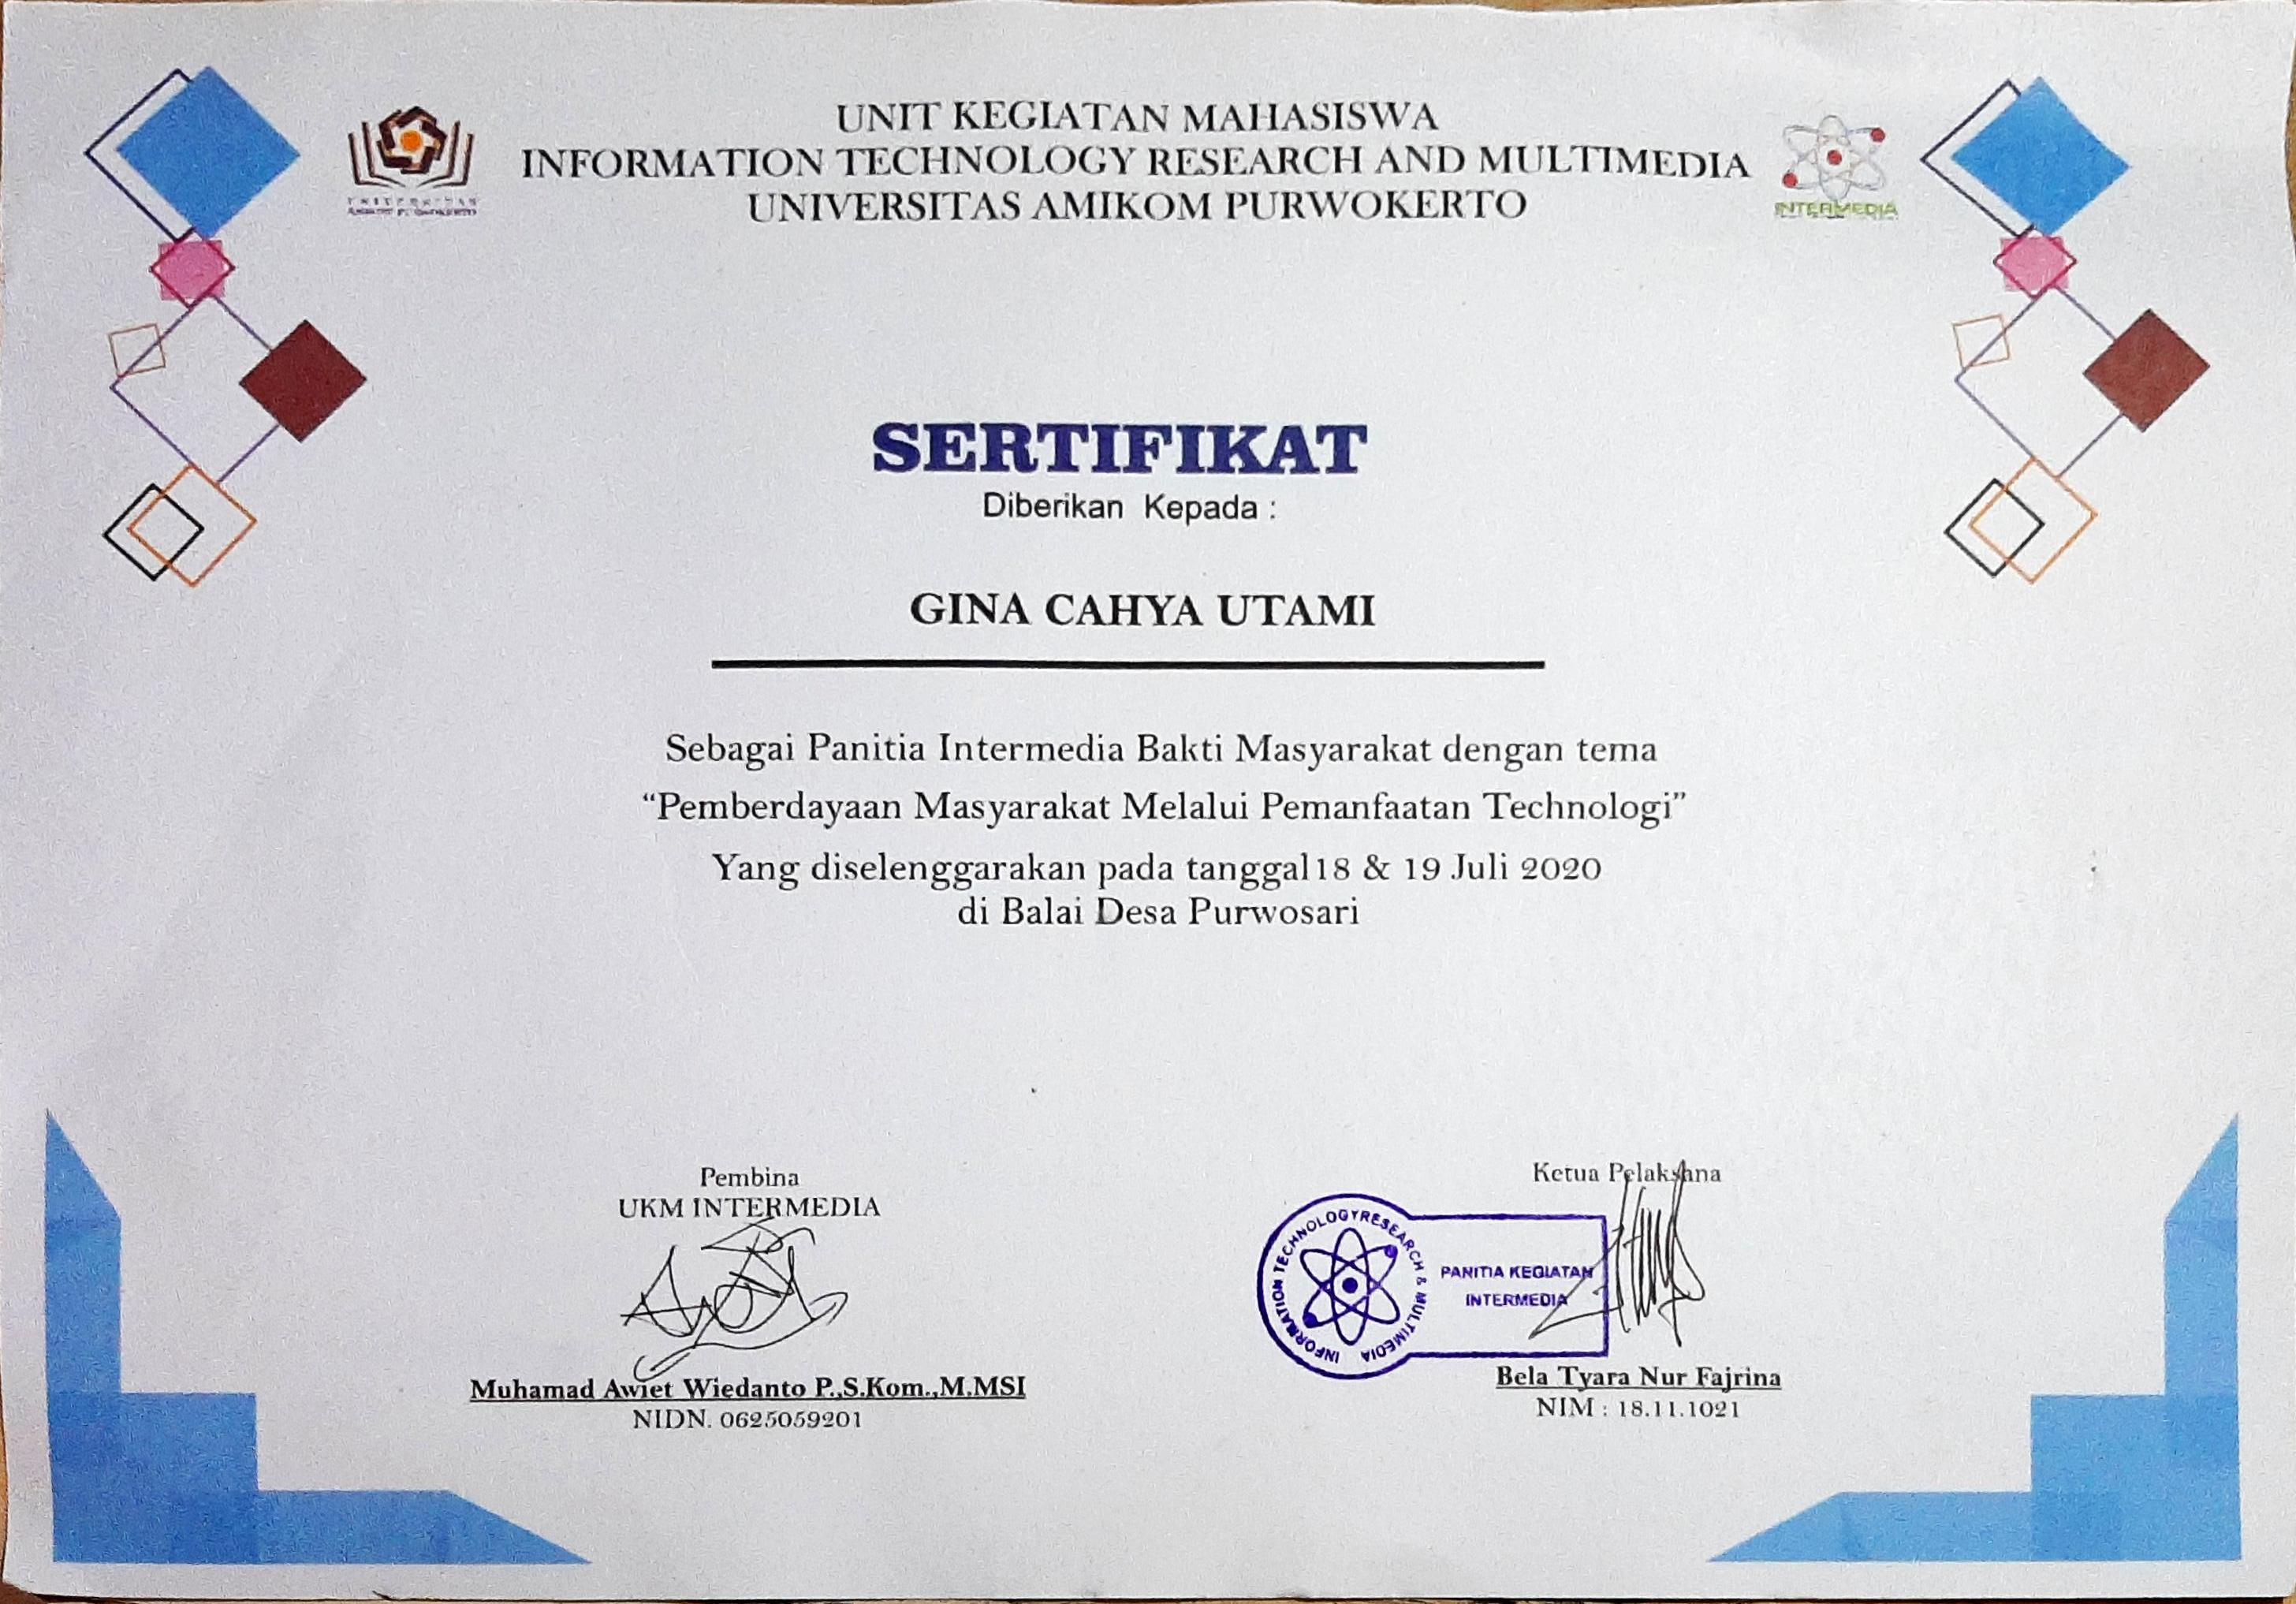 UNIT KEGIATAN MAHASISWA
INFORMATION TECHNOLOGY RESEARCH AND MULTIMEDIA
UNIVERSITAS AMIKOM PURWOKERTO
UNIVERSITAS
AMIKOM PURWOKERTO
INTERMEDIA
SERTIFIKAT
Diberikan Kepada :
GINA CAHYA UTAMI
Sebagai Panitia Intermedia Bakti Masyarakat dengan tema
“Pemberdayaan Masyarakat Melalui Pemanfaatan Technologi”
Yang diselenggarakan pada tanggal18 & 19 Juli 2020
di Balai Desa Purwosari
Pembina
UKM INTERMEDIA
Muhamad Awiet Wiedanto P.,S.Kom.,M.MSI
NIDN. 0625059201
Ketua Pelaksana
INFORMATION TECHNOLOGYRESEARCH & MULTIMEDIA
PANITIA KEGIATAN
INTERMEDIA
Bela Tyara Nur Fajrina
NIM : 18.11.1021